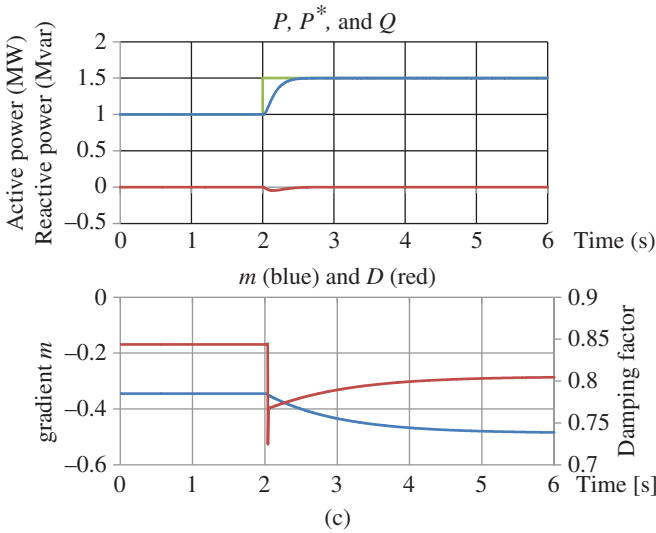 P, P*, and Q
Active power (MW)
Reactive power (Mvar)
2
1.5
1
0.5
0
−0.5
0 1 2 3 4 5 6 Time (s)
m (blue) and D (red)
gradient m
0
−0.2
−0.4
−0.6
0.9
0.85
0.8
0.75
0.7
Damping factor
0 1 2 3 4 5 6 Time [s]
(c)